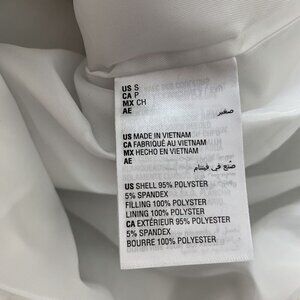 US S
CA P
MX CH
AE صغير
US MADE IN VIETNAM
CA FABRIQUÉ AU VIETNAM
MX HECHO EN VIETNAM
AE صنع في فيتنام
US SHELL 95% POLYESTER
5% SPANDEX
FILLING 100% POLYESTER
LINING 100% POLYESTER
CA EXTÉRIEUR 95% POLYESTER
5% SPANDEX
BOURRE 100% POLYESTER